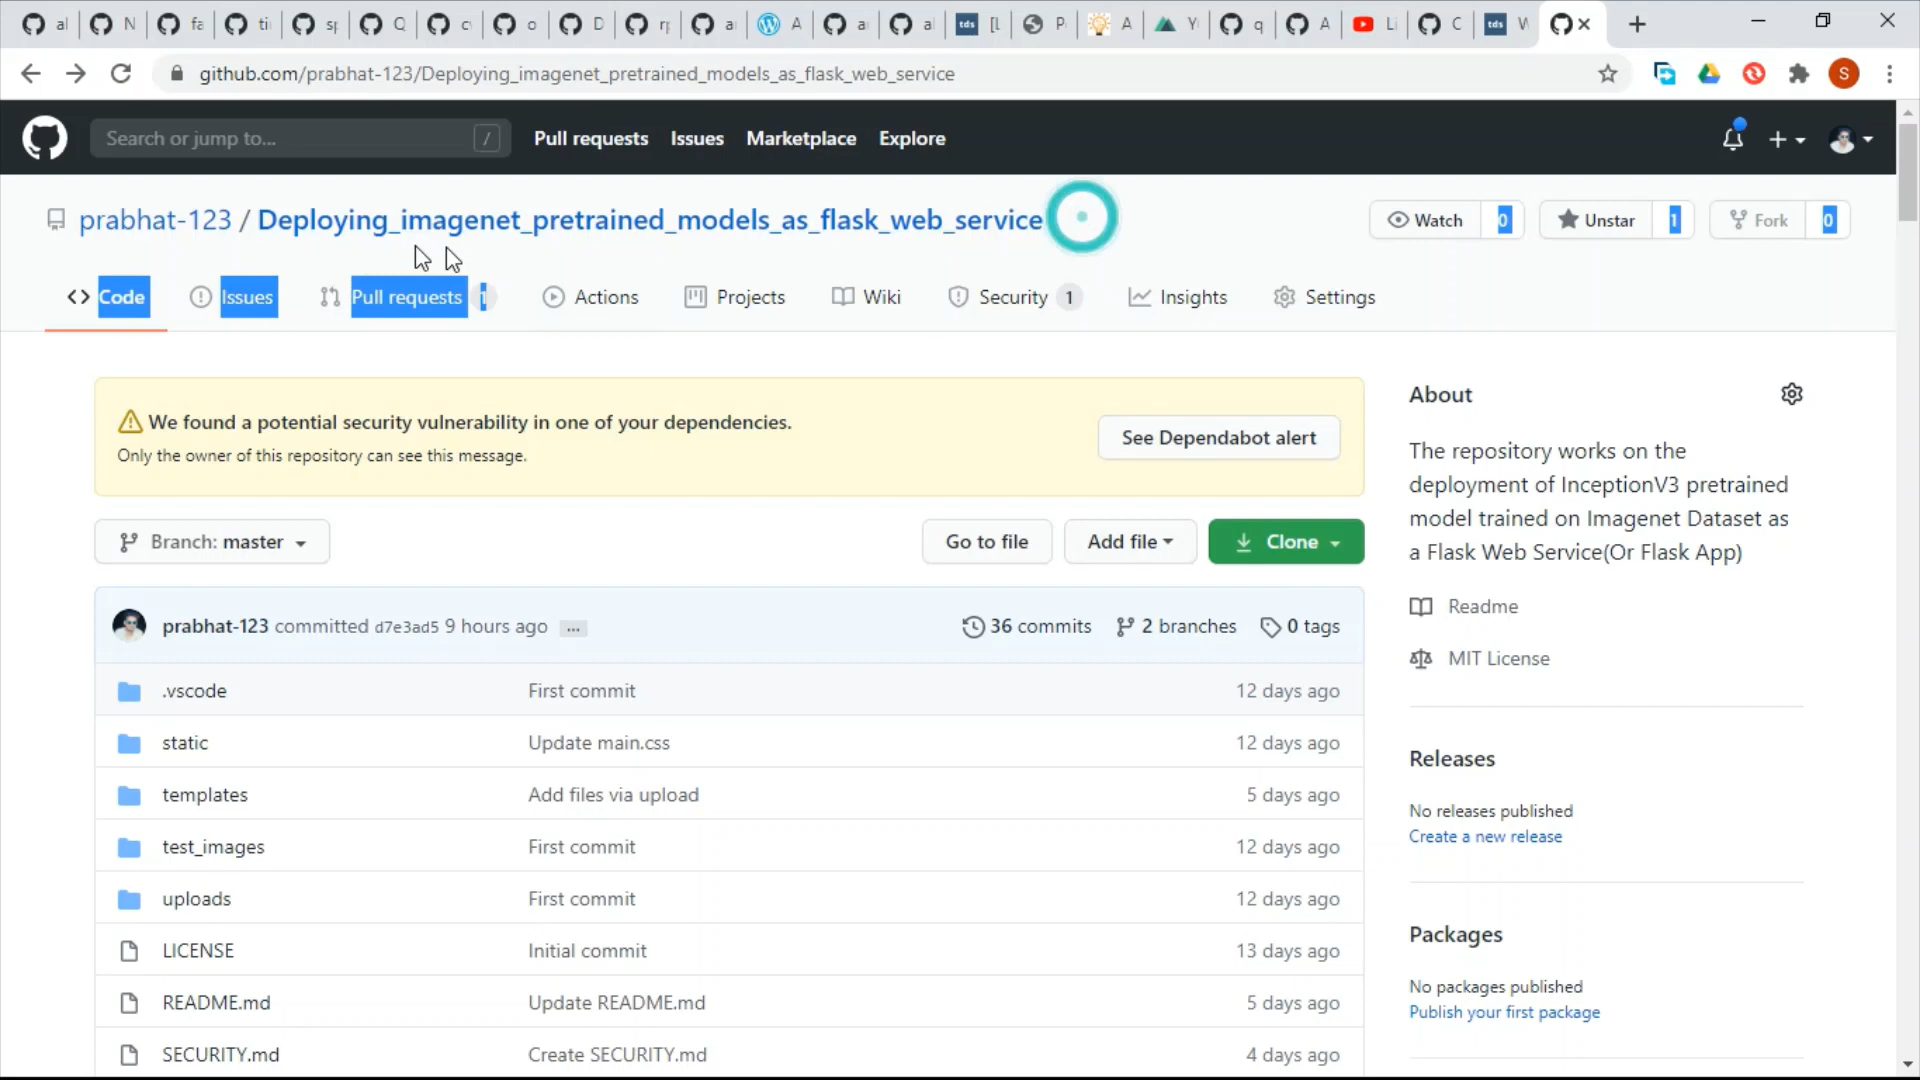 al N fa ti sp Q c o D rp a A a al tds [L P A Y q A Li C tds W
github.com/prabhat-123/Deploying_imagenet_pretrained_models_as_flask_web_service
S
Search or jump to... /
Pull requests Issues Marketplace Explore
prabhat-123 / Deploying_imagenet_pretrained_models_as_flask_web_service
Watch 0 Unstar 1 Fork 0
Code Issues Pull requests 1 Actions Projects Wiki Security 1 Insights Settings
We found a potential security vulnerability in one of your dependencies.
Only the owner of this repository can see this message.
See Dependabot alert
Branch: master
Go to file Add file Clone
prabhat-123 committed d7e3ad5 9 hours ago ...
36 commits 2 branches 0 tags
.vscode First commit 12 days ago
static Update main.css 12 days ago
templates Add files via upload 5 days ago
test_images First commit 12 days ago
uploads First commit 12 days ago
LICENSE Initial commit 13 days ago
README.md Update README.md 5 days ago
SECURITY.md Create SECURITY.md 4 days ago
About
The repository works on the
deployment of InceptionV3 pretrained
model trained on Imagenet Dataset as
a Flask Web Service(Or Flask App)
Readme
MIT License
Releases
No releases published
Create a new release
Packages
No packages published
Publish your first package